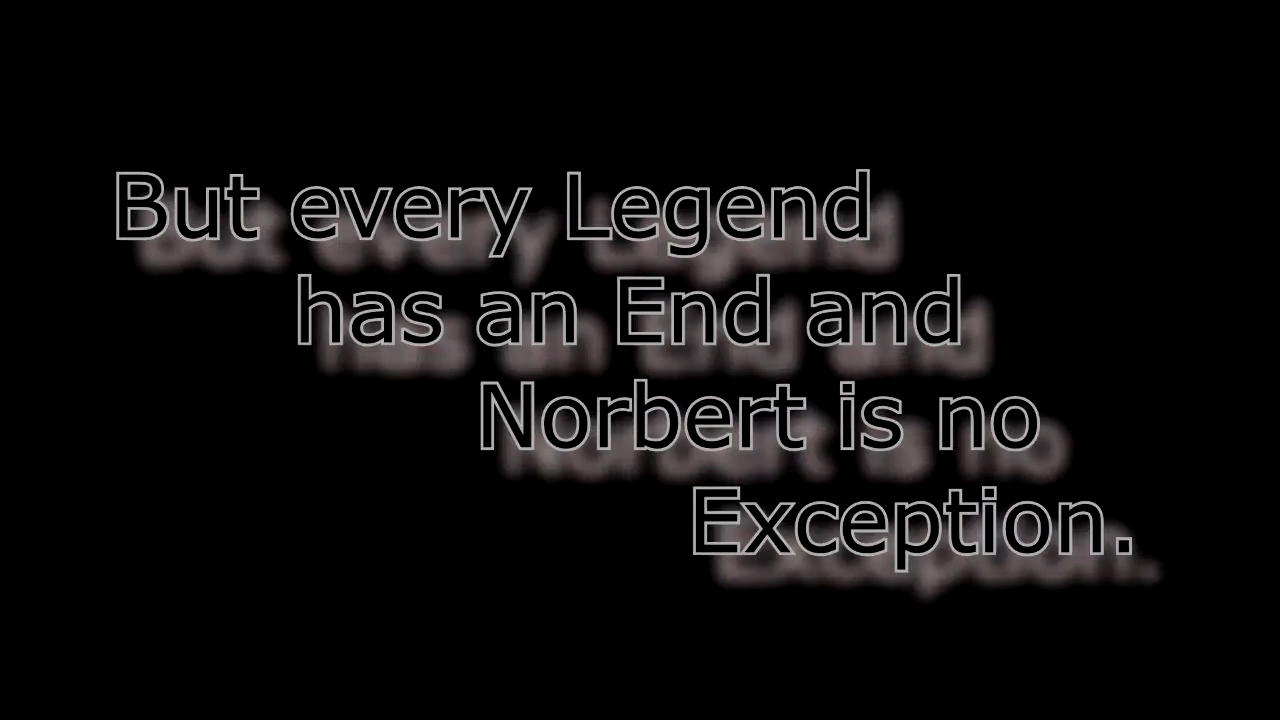 But every Legend
has an End and
Norbert is no
Exception.